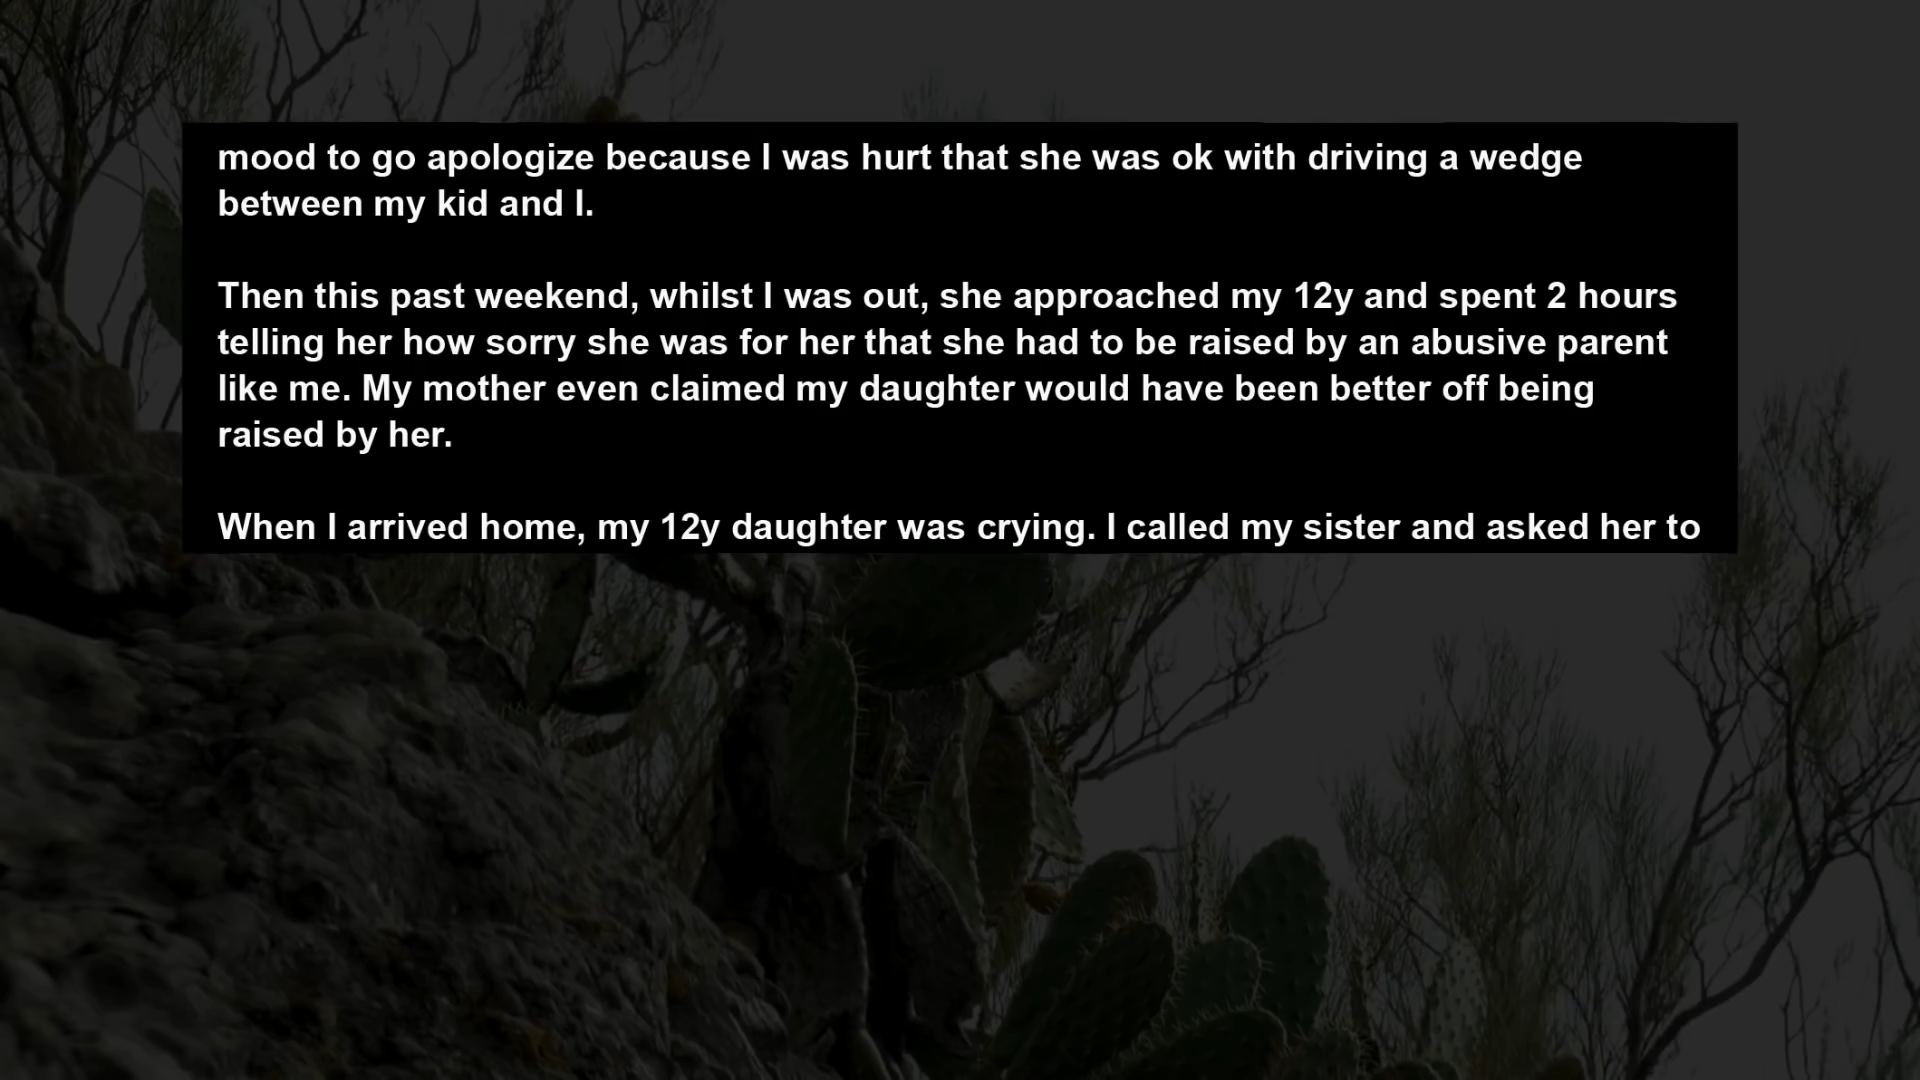 mood to go apologize because I was hurt that she was ok with driving a wedge
between my kid and I.
Then this past weekend, whilst I was out, she approached my 12y and spent 2 hours
telling her how sorry she was for her that she had to be raised by an abusive parent
like me. My mother even claimed my daughter would have been better off being
raised by her.
When I arrived home, my 12y daughter was crying. I called my sister and asked her to